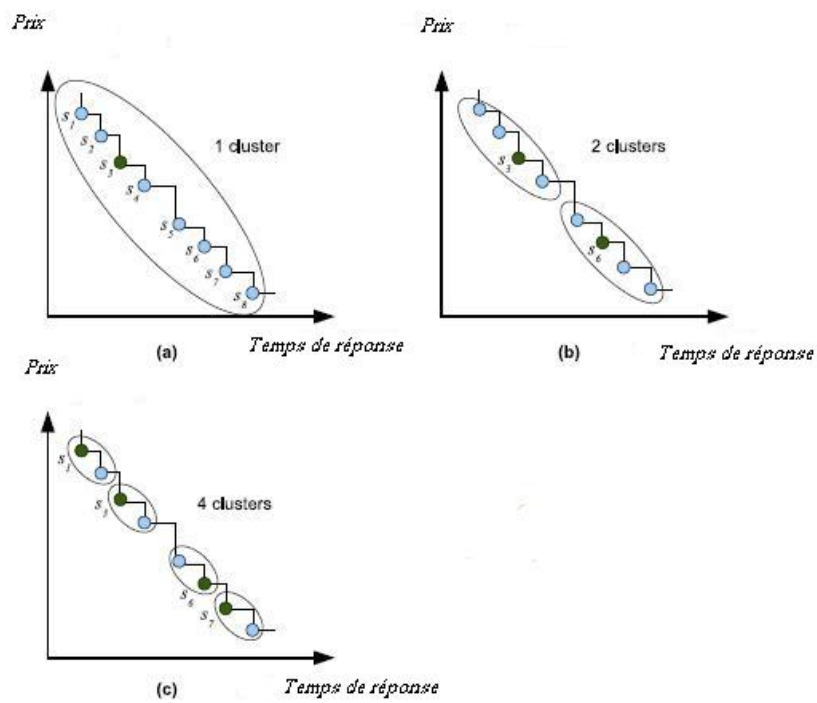 Prix
s1
s2
s3
s4
s5
s6
s7
s8
1 cluster
(a)
Temps de réponse
Prix
s3
s6
2 clusters
(b)
Temps de réponse
Prix
s1
s3
s6
s7
4 clusters
(c)
Temps de réponse